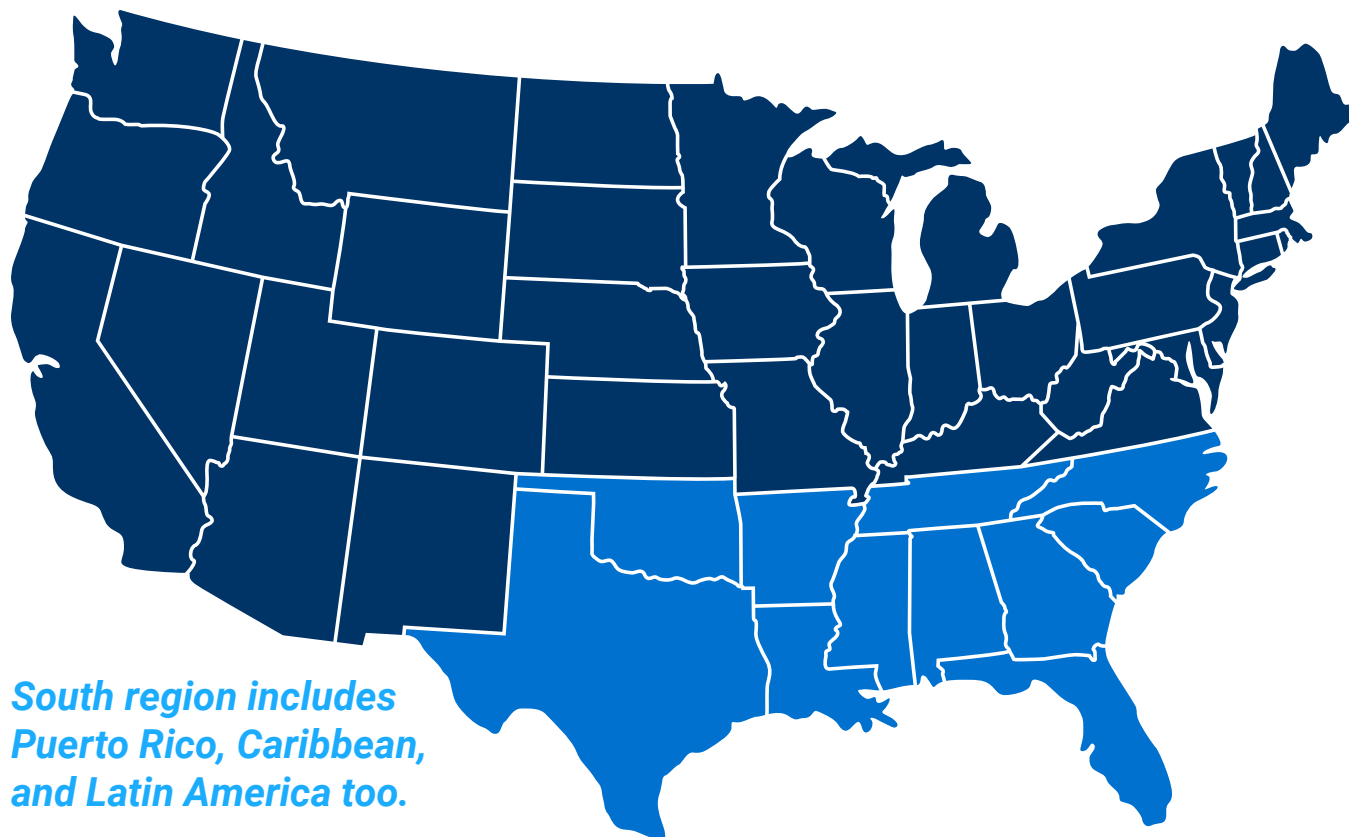 South region includes
Puerto Rico, Caribbean,
and Latin America too.